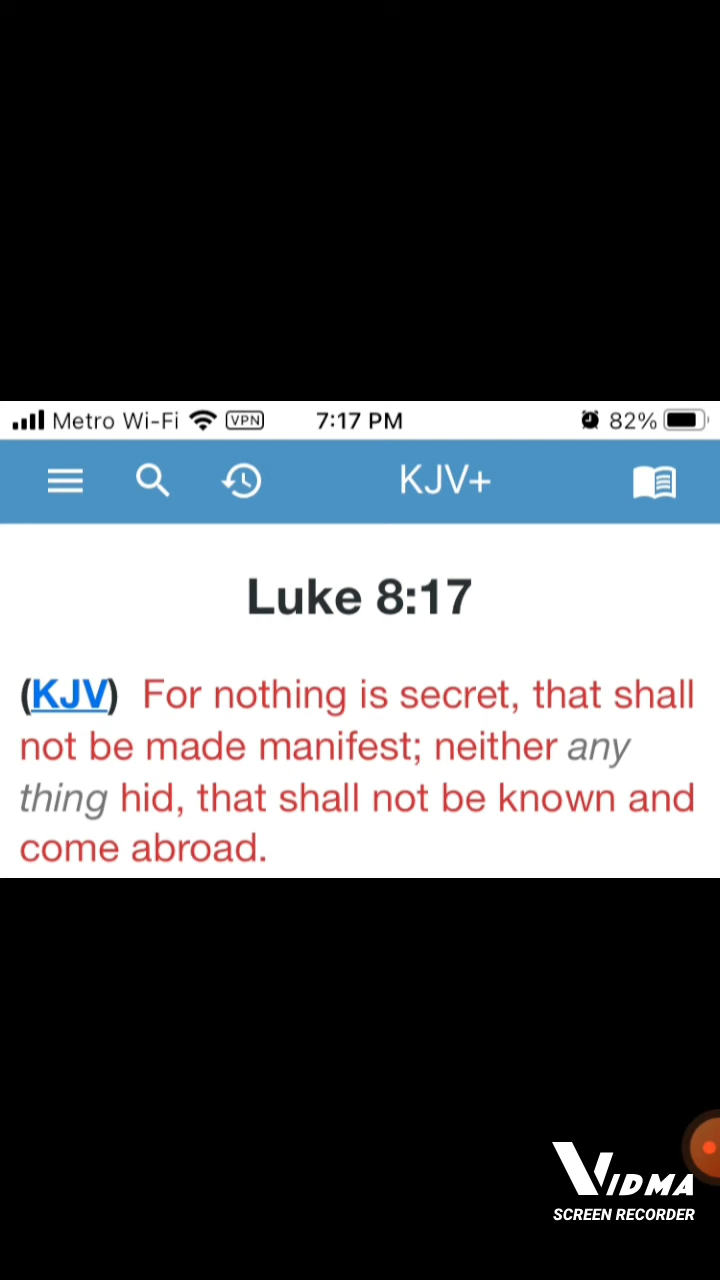 Metro Wi-Fi VPN 7:17 PM 82%
KJV+
Luke 8:17
(KJV) For nothing is secret, that shall
not be made manifest; neither any
thing hid, that shall not be known and
come abroad.
VIDMA
SCREEN RECORDER